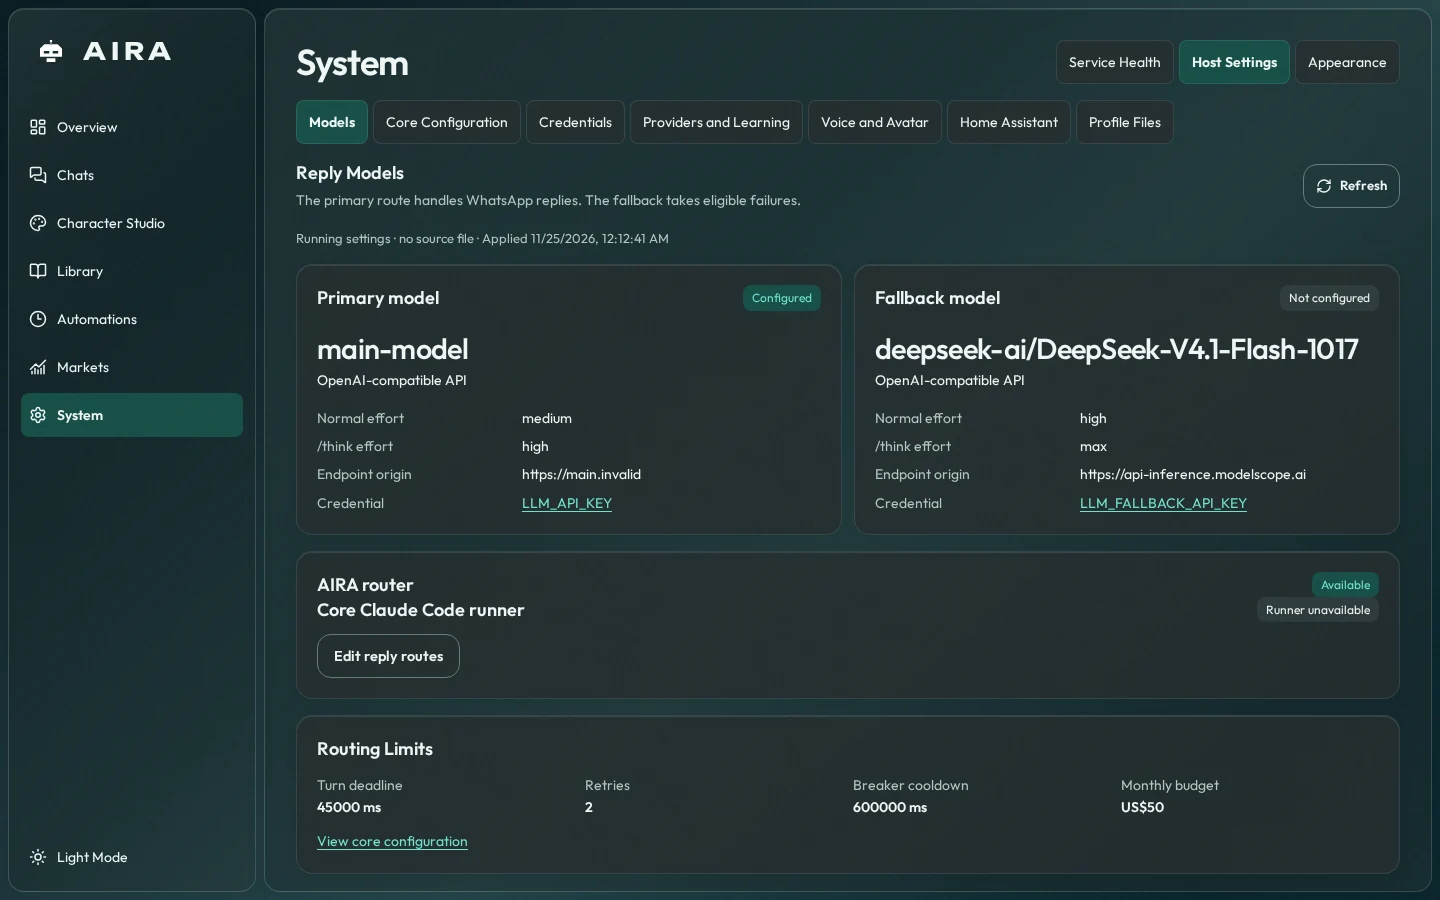 AIRA
Overview
Chats
Character Studio
Library
Automations
Markets
System
Light Mode
System
Service Health
Host Settings
Appearance
Models
Core Configuration
Credentials
Providers and Learning
Voice and Avatar
Home Assistant
Profile Files
Reply Models
The primary route handles WhatsApp replies. The fallback takes eligible failures.
Refresh
Running settings · no source file · Applied 11/25/2026, 12:12:41 AM
Primary model
Configured
main-model
OpenAI-compatible API
Normal effort medium
/think effort high
Endpoint origin https://main.invalid
Credential LLM_API_KEY
Fallback model
Not configured
deepseek-ai/DeepSeek-V4.1-Flash-1017
OpenAI-compatible API
Normal effort high
/think effort max
Endpoint origin https://api-inference.modelscope.ai
Credential LLM_FALLBACK_API_KEY
AIRA router
Available
Core Claude Code runner
Runner unavailable
Edit reply routes
Routing Limits
Turn deadline
45000 ms
Retries
2
Breaker cooldown
600000 ms
Monthly budget
US$50
View core configuration